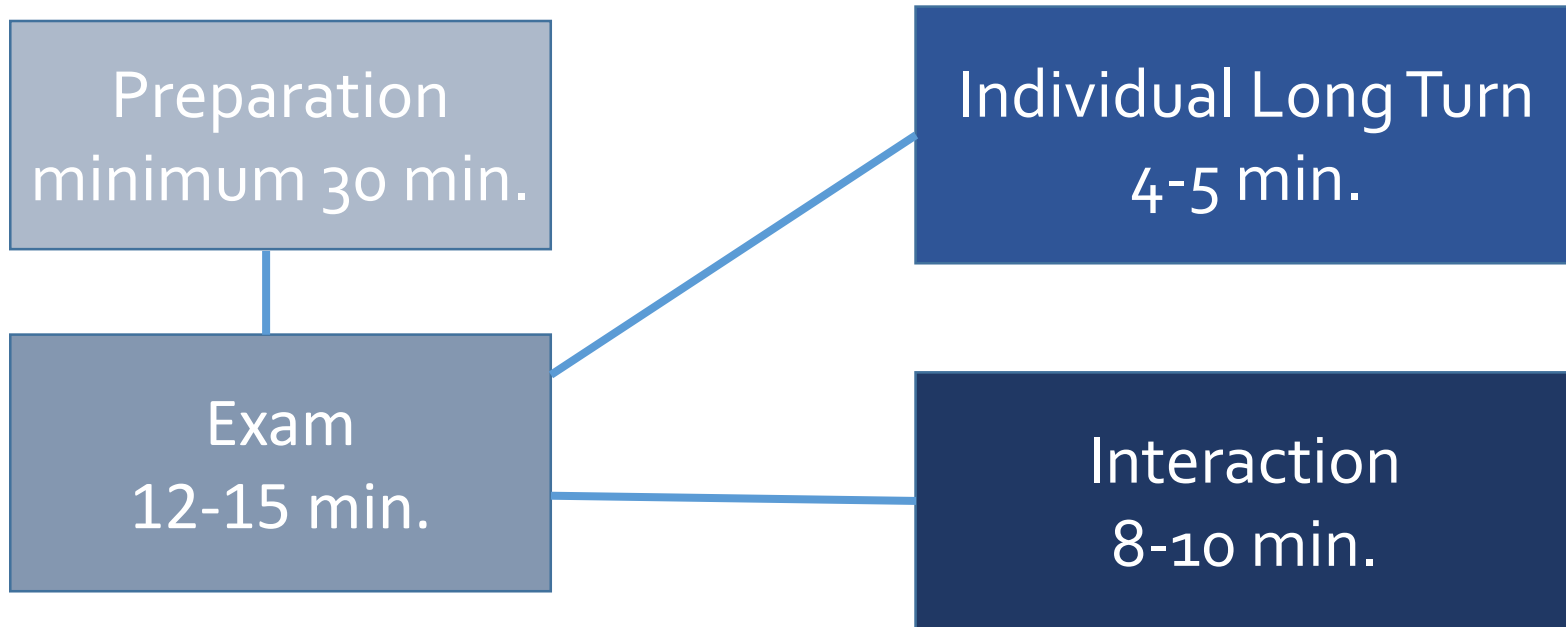 Preparation
minimum 30 min.
Exam
12-15 min.
Individual Long Turn
4-5 min.
Interaction
8-10 min.